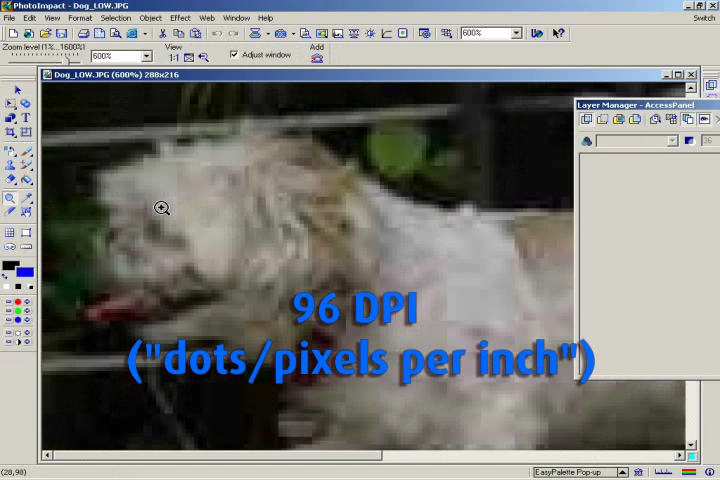 PhotoImpact - Dog_LOW.JPG
File Edit View Format Selection Object Effect Web Window Help Switch
600%
Zoom level (1%...1600%) View Add
600% 1:1 Adjust window
Dog_LOW.JPG (600%) 288x216
Layer Manager - AccessPanel
36
T
96 DPI
("dots/pixels per inch")
(28,98) EasyPalette Pop-up